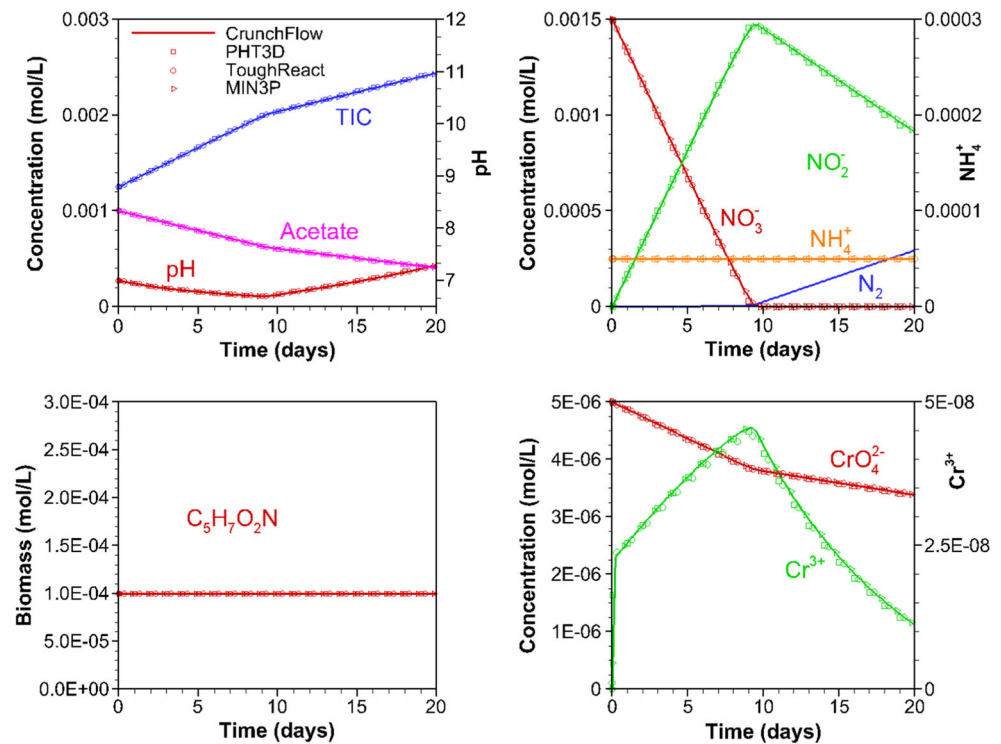 0.003
0.002
0.001
0
Concentration (mol/L)
12
11
10
9
8
7
pH
CrunchFlow
PHT3D
ToughReact
MIN3P
TIC
Acetate
pH
0 5 10 15 20
Time (days)
0.0015
0.001
0.0005
0
Concentration (mol/L)
0.0003
0.0002
0.0001
0
NH₄⁺
NO₂⁻
NO₃⁻
NH₄⁺
N₂
0 5 10 15 20
Time (days)
3.0E-04
2.5E-04
2.0E-04
1.5E-04
1.0E-04
5.0E-05
0.0E+00
Biomass (mol/L)
C₅H₇O₂N
0 5 10 15 20
Time (days)
5E-06
4E-06
3E-06
2E-06
1E-06
0
Concentration (mol/L)
5E-08
2.5E-08
0
Cr³⁺
CrO₄²⁻
Cr³⁺
0 5 10 15 20
Time (days)